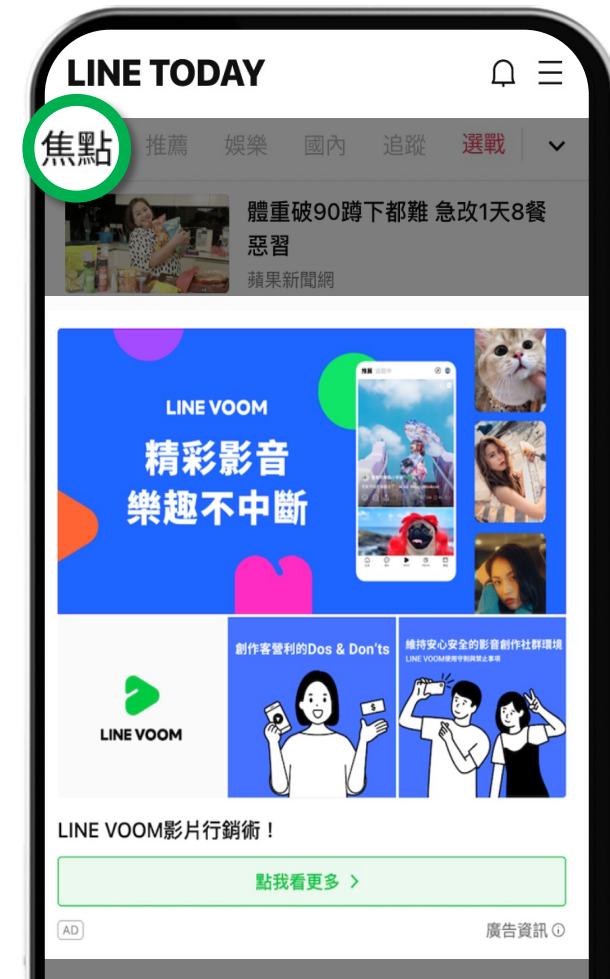 LINE TODAY
焦點 推薦 娛樂 國內 追蹤 選戰
體重破90蹲下都難 急改1天8餐
惡習
蘋果新聞網
LINE VOOM
精彩影音
樂趣不中斷
推薦
LINE VOOM
創作客營利的Dos & Don'ts
維持安心安全的影音創作社群環境
LINE VOOM使用守則與禁止事項
$
LINE VOOM影片行銷術！
點我看更多 >
AD
廣告資訊